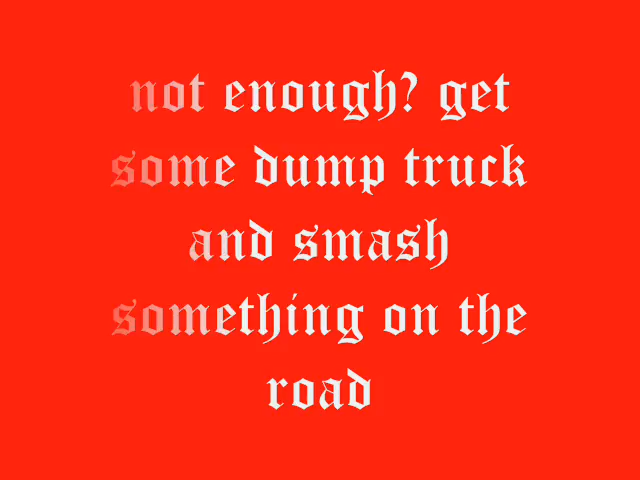 not enough? get
some dump truck
and smash
something on the
road